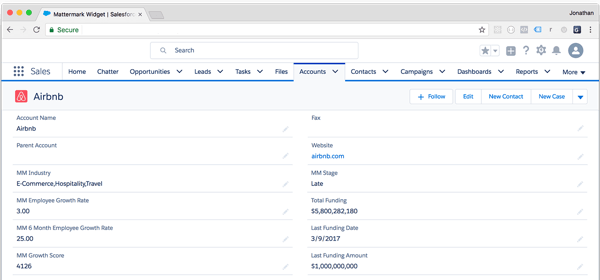 Mattermark Widget | Salesforc
Jonathan
Secure
Search
Sales
Home Chatter Opportunities Leads Tasks Files Accounts Contacts Campaigns Dashboards Reports More
Airbnb
+ Follow Edit New Contact New Case
Account Name
Airbnb
Fax
Parent Account
Website
airbnb.com
MM Industry
E-Commerce,Hospitality,Travel
MM Stage
Late
MM Employee Growth Rate
3.00
Total Funding
$5,800,282,180
MM 6 Month Employee Growth Rate
25.00
Last Funding Date
3/9/2017
MM Growth Score
4126
Last Funding Amount
$1,000,000,000